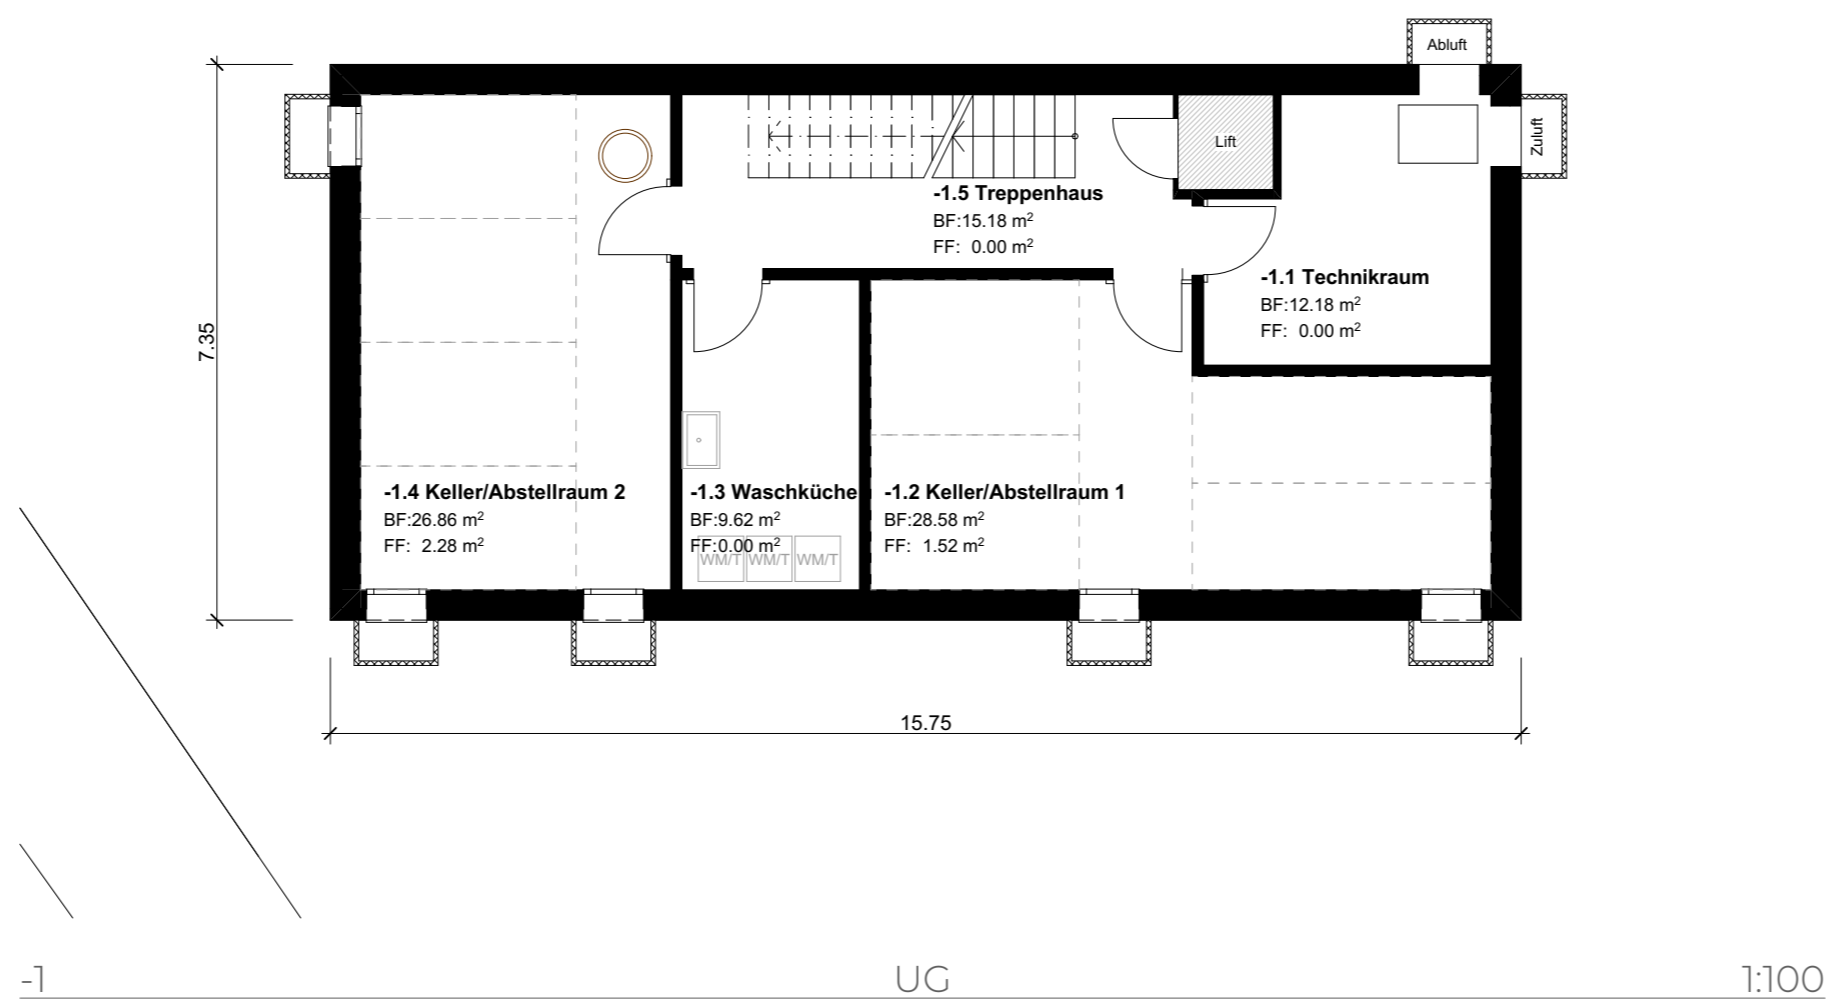 Abluft
Zuluft
Lift
-1.5 Treppenhaus
BF:15.18 m²
FF: 0.00 m²
-1.1 Technikraum
BF:12.18 m²
FF: 0.00 m²
7.35
-1.4 Keller/Abstellraum 2
BF:26.86 m²
FF: 2.28 m²
-1.3 Waschküche
BF:9.62 m²
FF:0.00 m²
WM/T WM/T WM/T
-1.2 Keller/Abstellraum 1
BF:28.58 m²
FF: 1.52 m²
15.75
-1
UG
1:100